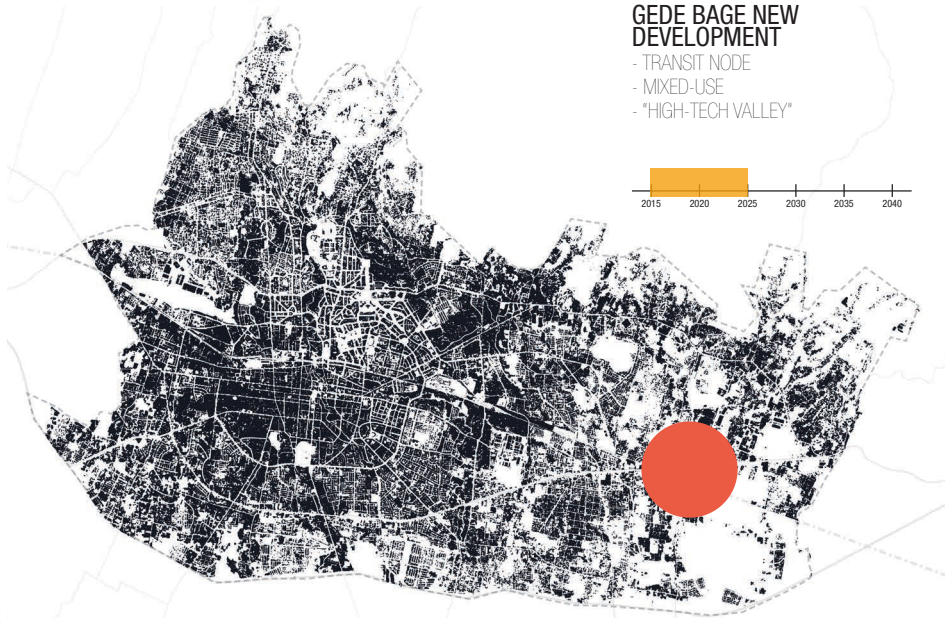 GEDE BAGE NEW
DEVELOPMENT
- TRANSIT NODE
- MIXED-USE
- "HIGH-TECH VALLEY"
2015 2020 2025 2030 2035 2040